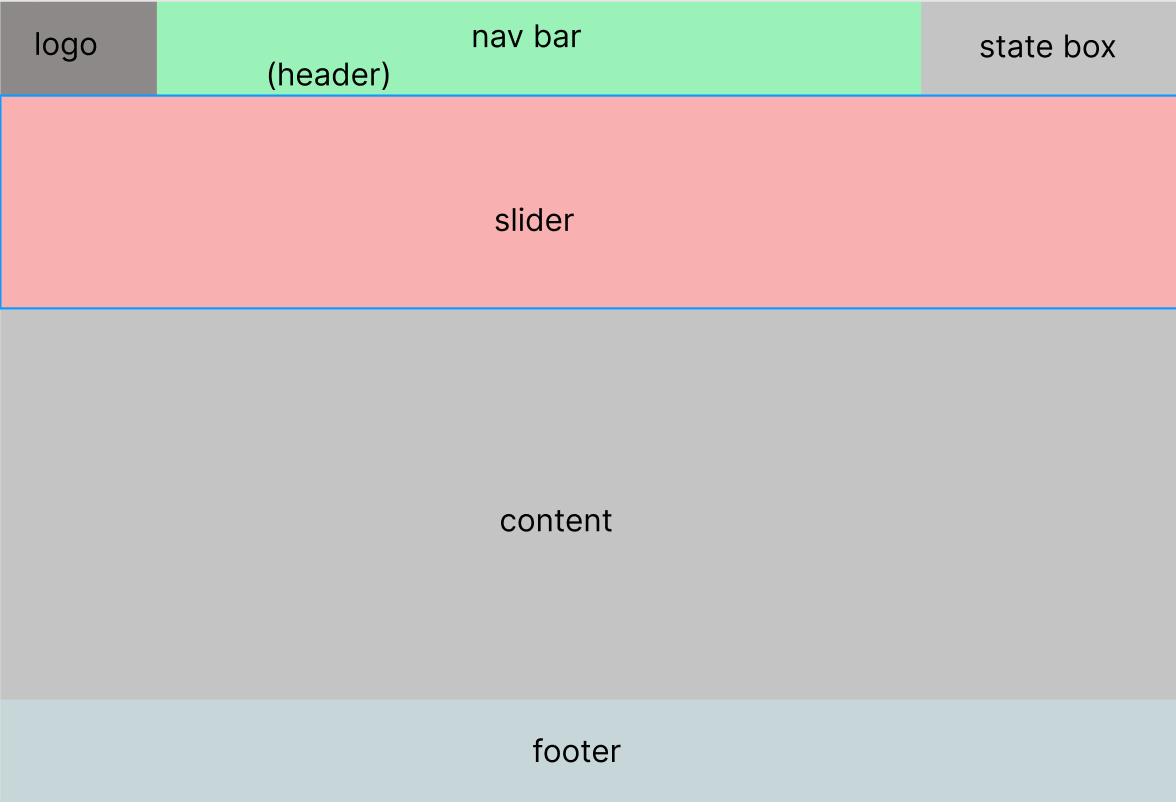 logo
nav bar
(header)
state box
slider
content
footer